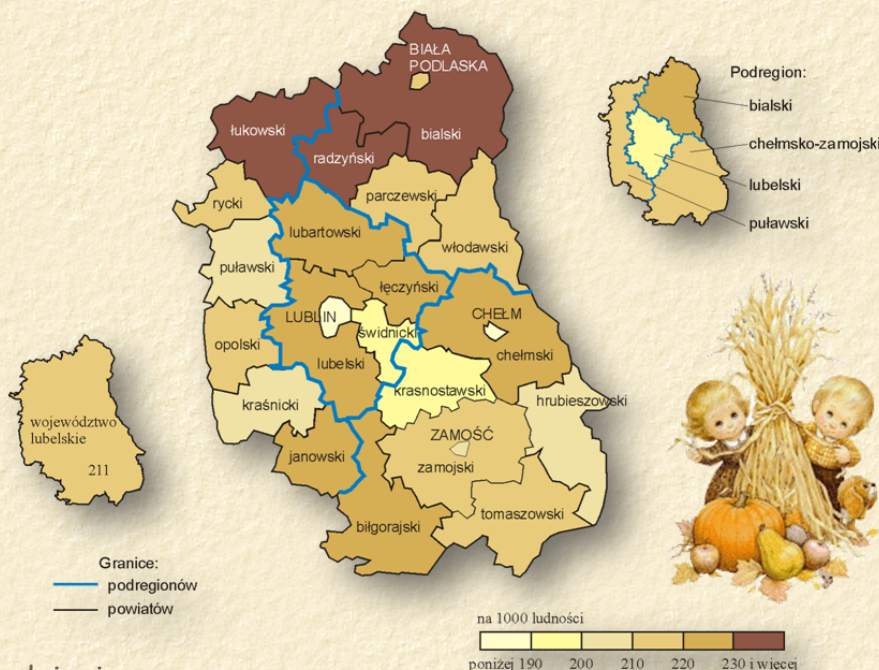 BIAŁA
PODLASKA
łukowski
radzyński
bialski
rycki
parczewski
lubartowski
włodawski
puławski
łęczyński
LUBLIN
świdnicki
CHEŁM
opolski
lubelski
chełmski
kraśnicki
krasnostawski
hrubieszowski
ZAMOŚĆ
janowski
zamojski
biłgorajski
tomaszowski
Podregion:
bialski
chełmsko-zamojski
lubelski
puławski
województwo
lubelskie
211
Granice:
podregionów
powiatów
na 1000 ludności
poniżej 190 200 210 220 230 i więcej